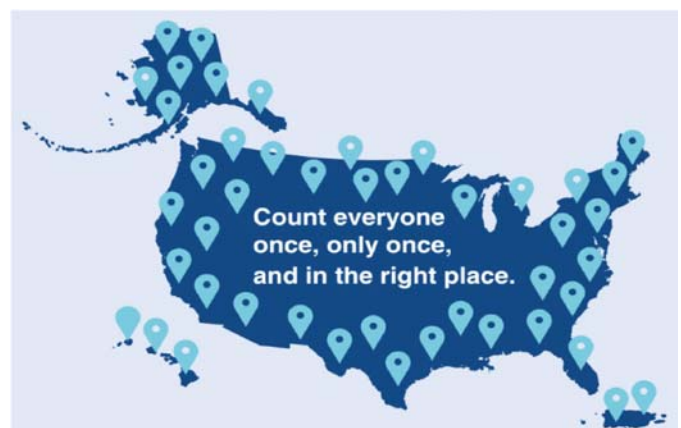 Count everyone
once, only once,
and in the right place.